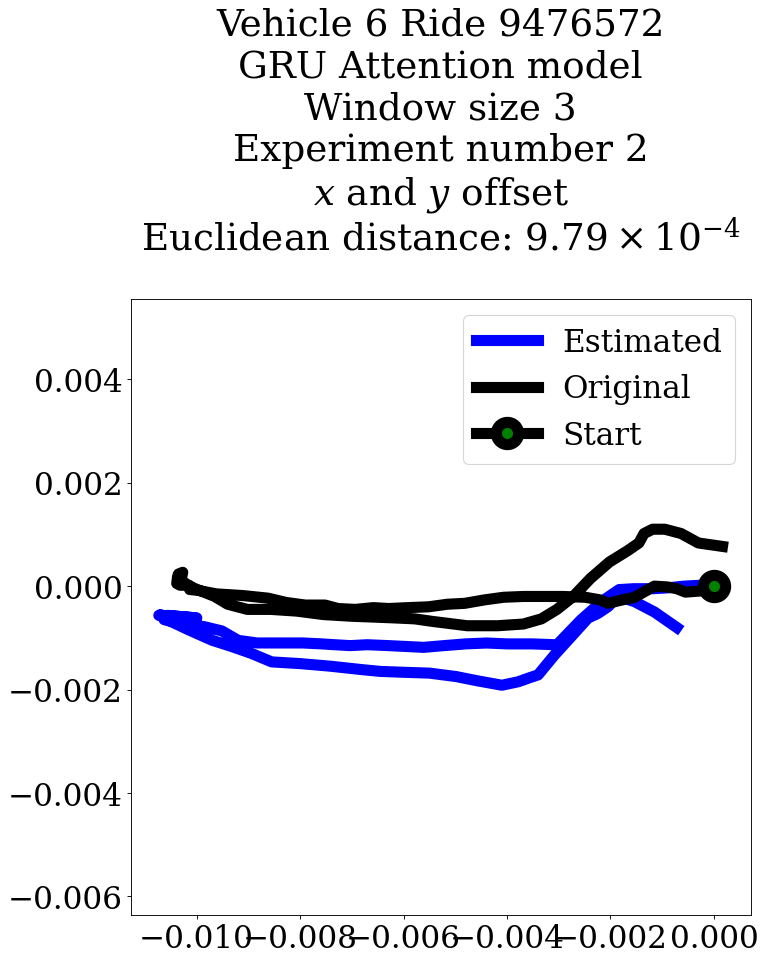 Vehicle 6 Ride 9476572
GRU Attention model
Window size 3
Experiment number 2
x and y offset
Euclidean distance: 9.79 × 10⁻⁴
Estimated
Original
Start
0.004
0.002
0.000
−0.002
−0.004
−0.006
−0.010 −0.008 −0.006 −0.004 −0.002 0.000